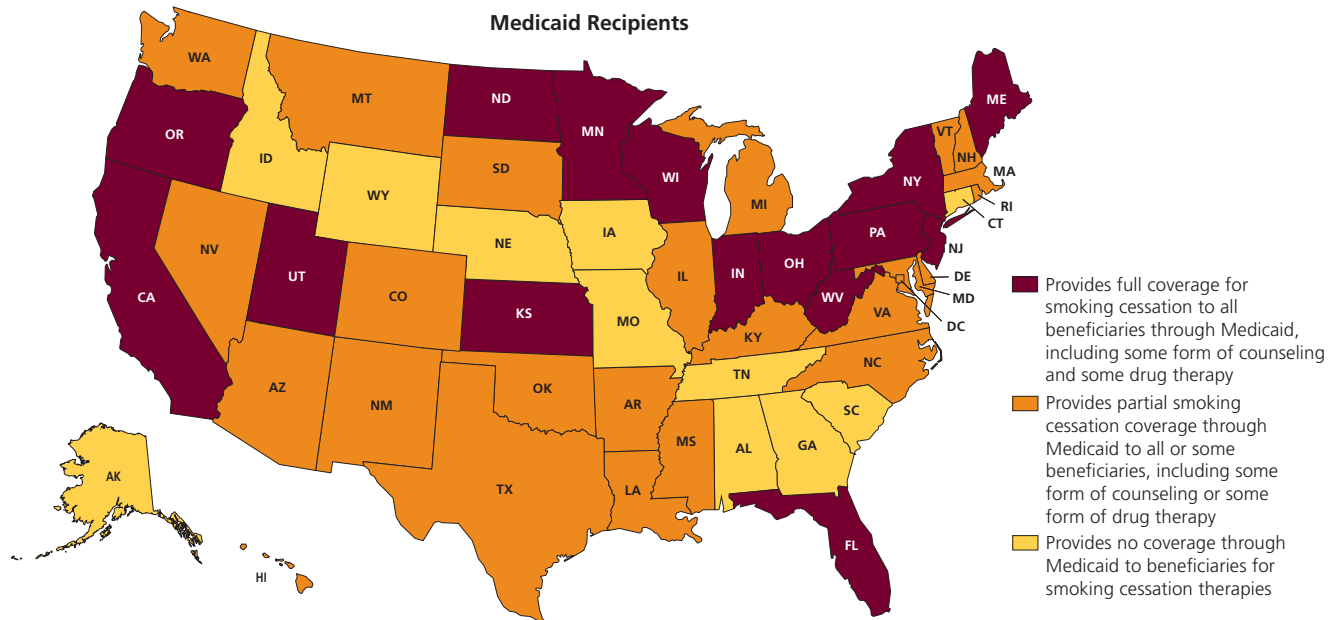 Medicaid Recipients
WA
MT
ND
MN
ME
OR
ID
WY
SD
WI
MI
VT
NH
MA
NY
RI
CT
NV
UT
CO
NE
IA
IL
IN
OH
PA
NJ
CA
KS
MO
WV
DE
MD
VA
DC
KY
AZ
NM
OK
AR
TN
NC
SC
MS
AL
GA
TX
LA
FL
AK
HI
Provides full coverage for
smoking cessation to all
beneficiaries through Medicaid,
including some form of counseling
and some drug therapy
Provides partial smoking
cessation coverage through
Medicaid to all or some
beneficiaries, including some
form of counseling or some
form of drug therapy
Provides no coverage through
Medicaid to beneficiaries for
smoking cessation therapies